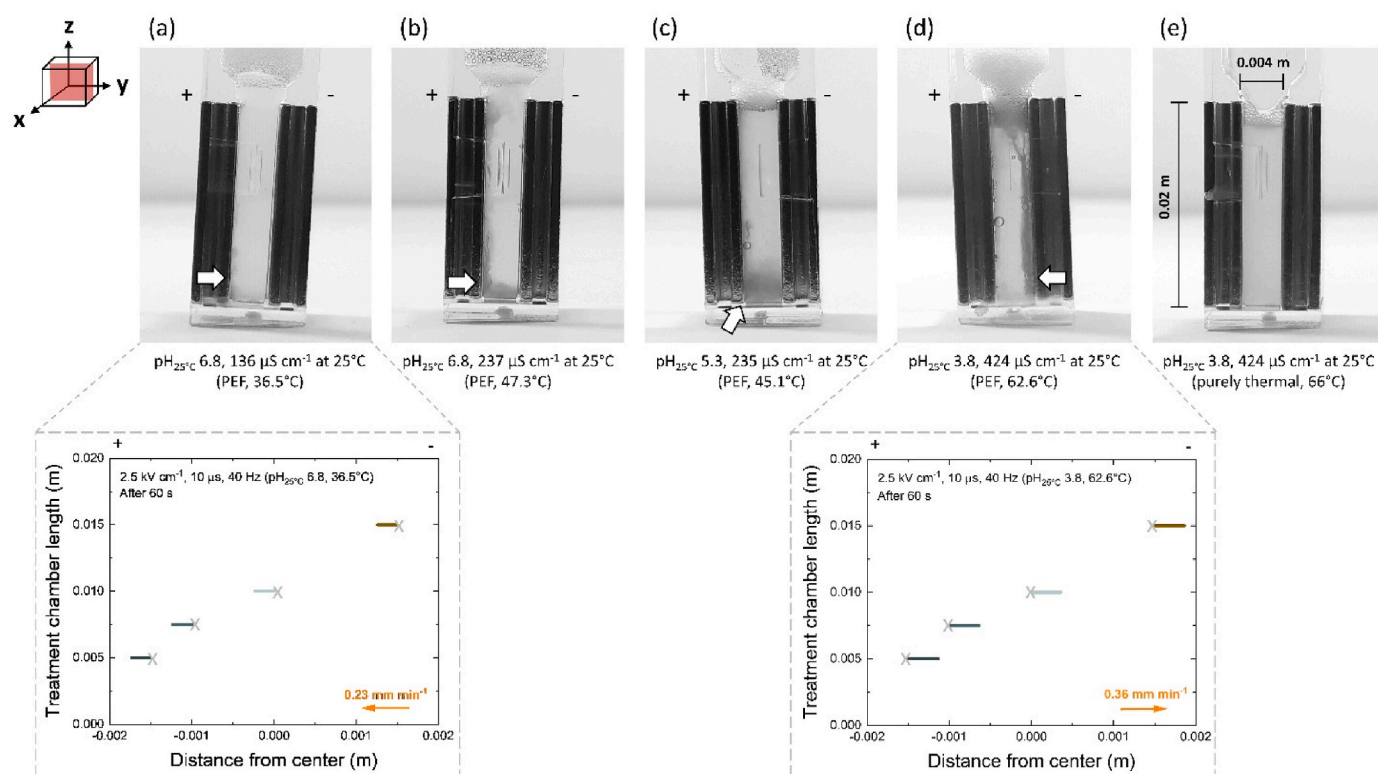 (a) (b) (c) (d) (e)
z
y
x
+ -
+ -
+ -
+ -
0.004 m
0.02 m
pH25°C 6.8, 136 µS cm⁻¹ at 25°C
(PEF, 36.5°C)
pH25°C 6.8, 237 µS cm⁻¹ at 25°C
(PEF, 47.3°C)
pH25°C 5.3, 235 µS cm⁻¹ at 25°C
(PEF, 45.1°C)
pH25°C 3.8, 424 µS cm⁻¹ at 25°C
(PEF, 62.6°C)
pH25°C 3.8, 424 µS cm⁻¹ at 25°C
(purely thermal, 66°C)
+ -
2.5 kV cm⁻¹, 10 µs, 40 Hz (pH25°C 6.8, 36.5°C)
After 60 s
Treatment chamber length (m)
0.020
0.015
0.010
0.005
0.000
0.23 mm min⁻¹
-0.002 -0.001 0.000 0.001 0.002
Distance from center (m)
+ -
2.5 kV cm⁻¹, 10 µs, 40 Hz (pH25°C 3.8, 62.6°C)
After 60 s
Treatment chamber length (m)
0.020
0.015
0.010
0.005
0.000
0.36 mm min⁻¹
-0.002 -0.001 0.000 0.001 0.002
Distance from center (m)